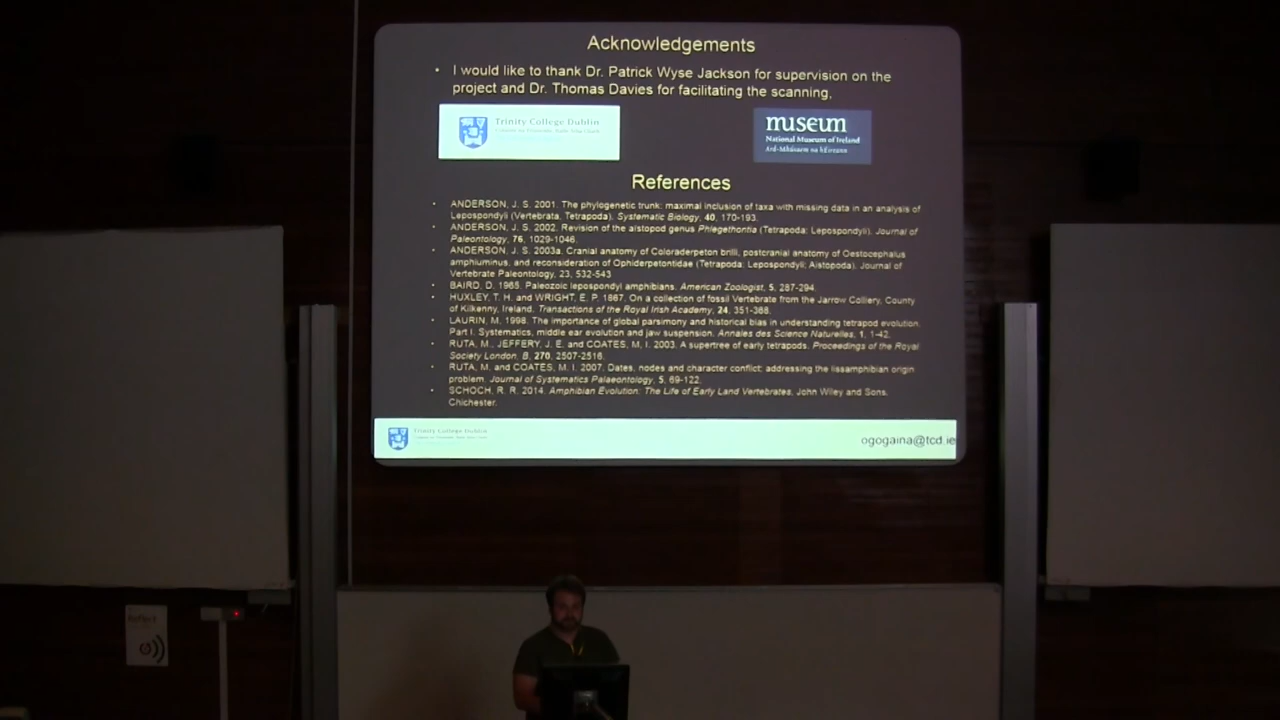 Acknowledgements
• I would like to thank Dr. Patrick Wyse Jackson for supervision on the
project and Dr. Thomas Davies for facilitating the scanning,
Trinity College Dublin
museum
National Museum of Ireland
Ard-Mhúsaem na hÉireann
References
• ANDERSON, J. S. 2001. The phylogenetic trunk: maximal inclusion of taxa with missing data in an analysis of
Lepospondyli (Vertebrata, Tetrapoda). Systematic Biology, 40, 170-193.
• ANDERSON, J. S. 2002. Revision of the aistopod genus Phlegethontia (Tetrapoda: Lepospondyli). Journal of
Paleontology, 76, 1029-1046.
• ANDERSON, J. S. 2003a. Cranial anatomy of Coloraderpeton brilli, postcranial anatomy of Oestocephalus
amphiuminus, and reconsideration of Ophiderpetontidae (Tetrapoda: Lepospondyli: Aistopoda). Journal of
Vertebrate Paleontology, 23, 532-543
• BAIRD, D. 1965. Paleozoic lepospondyl amphibians. American Zoologist, 5, 287-294.
• HUXLEY, T. H. and WRIGHT, E. P. 1867. On a collection of fossil Vertebrate from the Jarrow Colliery, County
of Kilkenny, Ireland. Transactions of the Royal Irish Academy, 24, 351-368.
• LAURIN, M. 1998. The importance of global parsimony and historical bias in understanding tetrapod evolution.
Part I. Systematics, middle ear evolution and jaw suspension. Annales des Science Naturelles, 1, 1-42.
• RUTA, M., JEFFERY, J. E. and COATES, M. I. 2003. A supertree of early tetrapods. Proceedings of the Royal
Society London. B, 270, 2507-2516.
• RUTA, M. and COATES, M. I. 2007. Dates, nodes and character conflict: addressing the lissamphibian origin
problem. Journal of Systematics Palaeontology, 5, 69-122.
• SCHOCH, R. R. 2014. Amphibian Evolution: The Life of Early Land Vertebrates, John Wiley and Sons,
Chichester.
Trinity College Dublin
ogogaina@tcd.ie